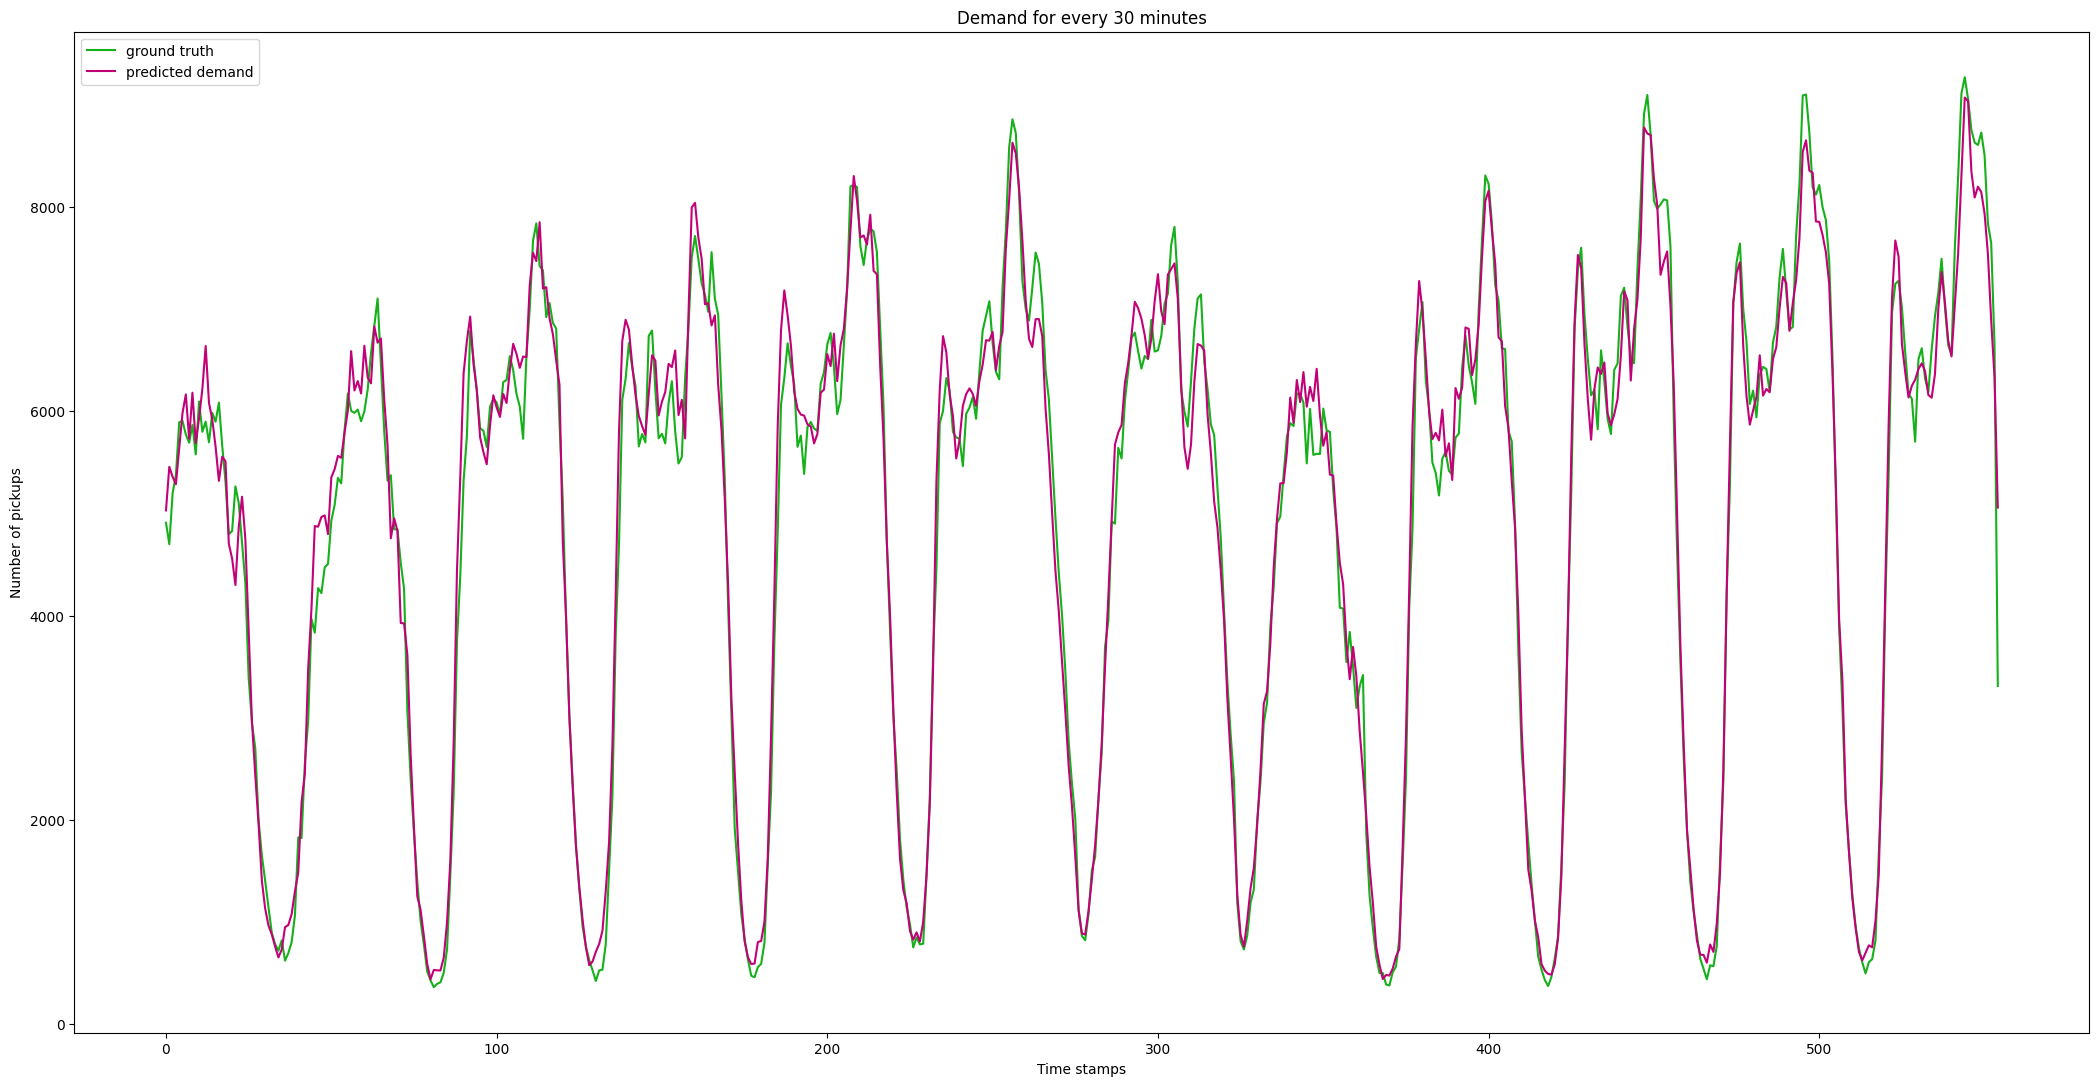 Demand for every 30 minutes
ground truth
predicted demand
Number of pickups
8000
6000
4000
2000
0
0 100 200 300 400 500
Time stamps